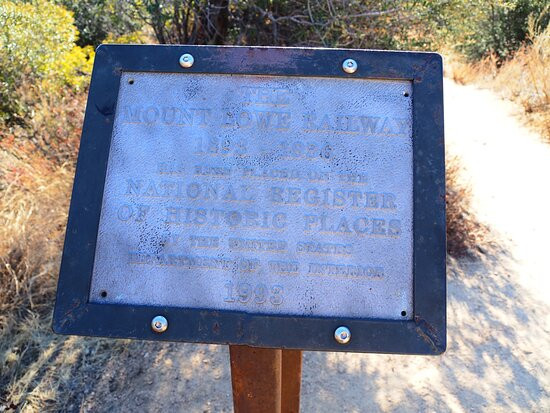 THE
MOUNT LOWE RAILWAY
1893 - 1936
HAS BEEN PLACED ON THE
NATIONAL REGISTER
OF HISTORIC PLACES
BY THE UNITED STATES
DEPARTMENT OF THE INTERIOR
1993